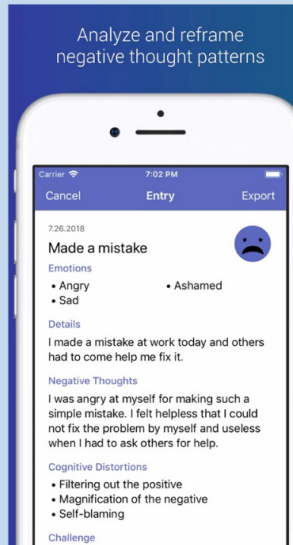 Analyze and reframe
negative thought patterns
Carrier 7:02 PM
Cancel Entry Export
7.26.2018
Made a mistake
Emotions
• Angry • Ashamed
• Sad
Details
I made a mistake at work today and others
had to come help me fix it.
Negative Thoughts
I was angry at myself for making such a
simple mistake. I felt helpless that I could
not fix the problem by myself and useless
when I had to ask others for help.
Cognitive Distortions
• Filtering out the positive
• Magnification of the negative
• Self-blaming
Challenge